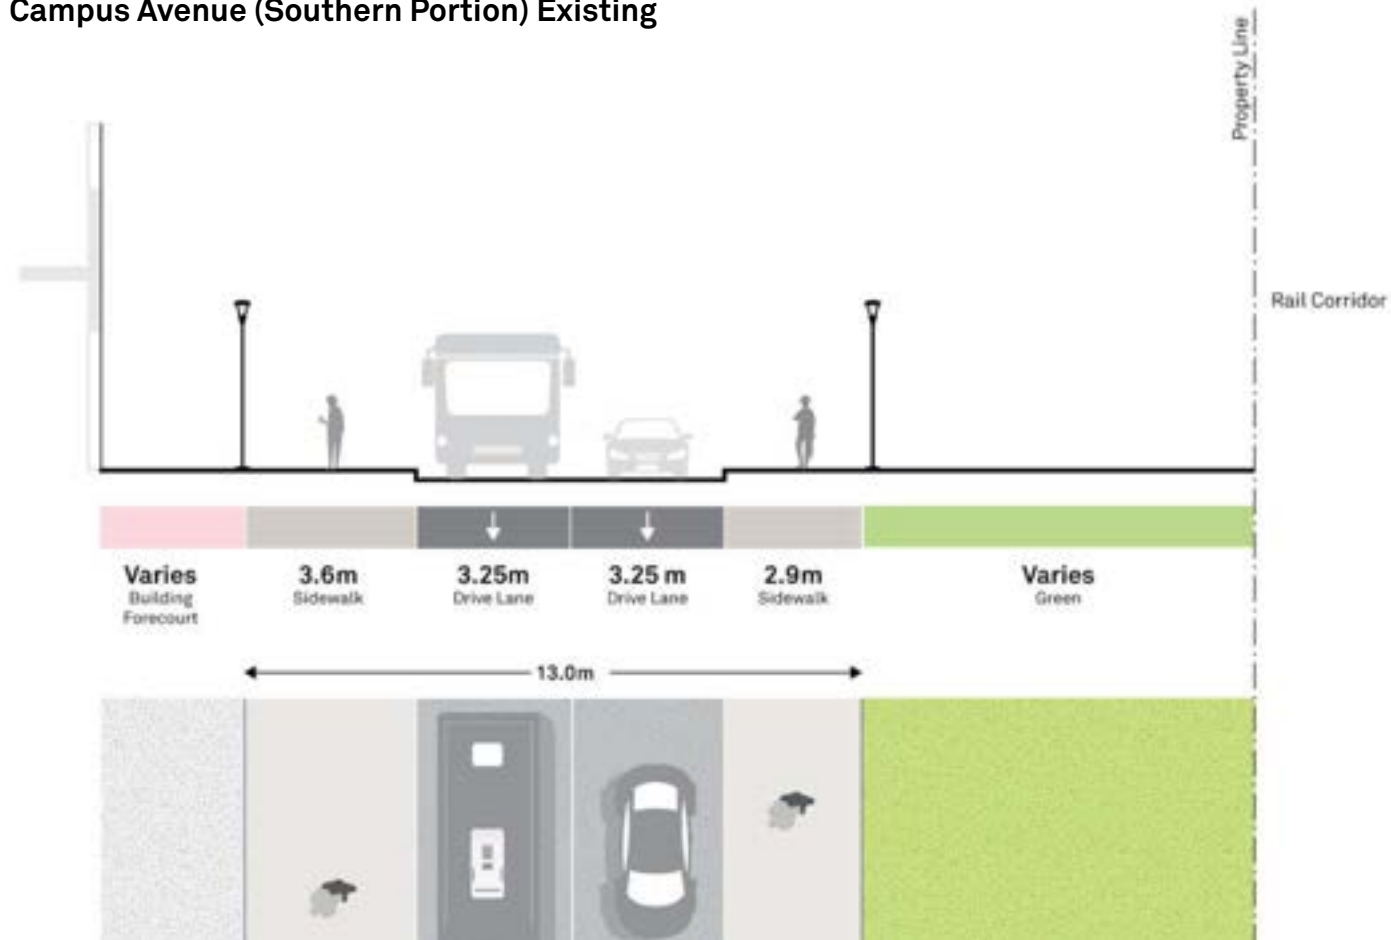 Campus Avenue (Southern Portion) Existing
Property Line
Rail Corridor
Varies
Building
Forecourt
3.6m
Sidewalk
3.25m
Drive Lane
3.25 m
Drive Lane
2.9m
Sidewalk
Varies
Green
13.0m